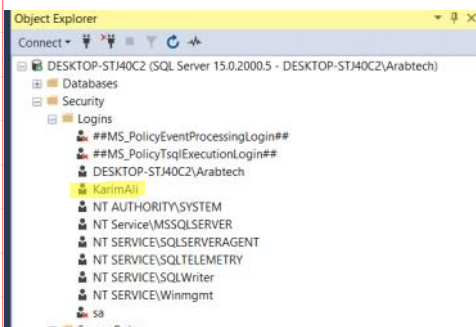 Object Explorer
Connect
DESKTOP-STJ40C2 (SQL Server 15.0.2000.5 - DESKTOP-STJ40C2\Arabtech)
Databases
Security
Logins
##MS_PolicyEventProcessingLogin##
##MS_PolicyTsqlExecutionLogin##
DESKTOP-STJ40C2\Arabtech
KarimAli
NT AUTHORITY\SYSTEM
NT Service\MSSQLSERVER
NT SERVICE\SQLSERVERAGENT
NT SERVICE\SQLTELEMETRY
NT SERVICE\SQLWriter
NT SERVICE\Winmgmt
sa